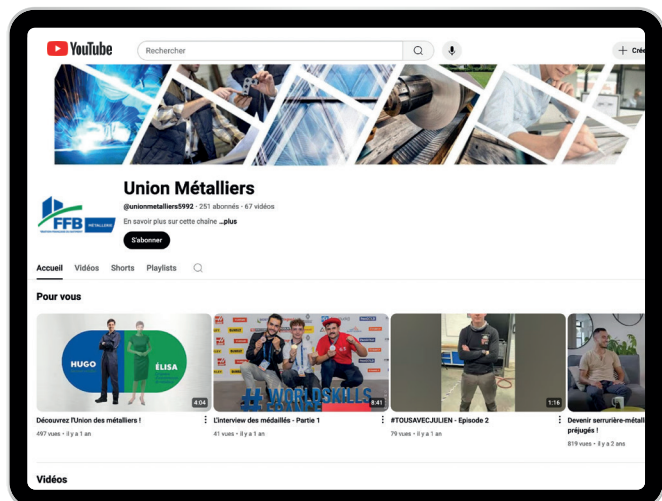 YouTube
Rechercher
+ Crée
Union Métalliers
@unionmetalliers5992 · 251 abonnés · 67 vidéos
En savoir plus sur cette chaîne ...plus
FFB MÉTALLIERS
S'abonner
Accueil Vidéos Shorts Playlists
Pour vous
HUGO
ÉLISA
4:04
# WORLDSKILLS
FRANCE
8:41
1:16
Découvrez l'Union des métalliers !
497 vues · il y a 1 an
L'interview des médaillés - Partie 1
41 vues · il y a 1 an
#TOUSAVECJULIEN - Episode 2
79 vues · il y a 1 an
Devenir serrurière-métall
préjugés !
819 vues · il y a 2 ans
Vidéos